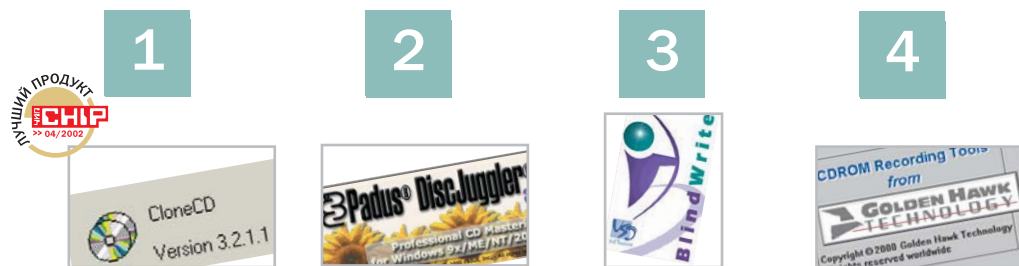 1
2
3
4
ЛУЧШИЙ ПРОДУКТ
ЧИП CHIP
>> 04/2002
CloneCD
Version 3.2.1.1
Padus® DiscJuggler
Professional CD Master
for Windows 9x/ME/NT/20
BlindWrite
CDROM Recording Tools
from
GOLDEN HAWK
TECHNOLOGY
Copyright ©2000 Golden Hawk Technology
rights reserved worldwide